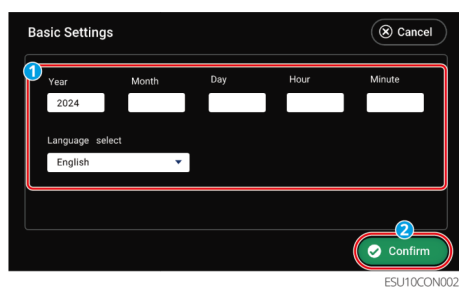 Basic Settings
Cancel
1
Year Month Day Hour Minute
2024
Language select
English
2
Confirm
ESU10CON002